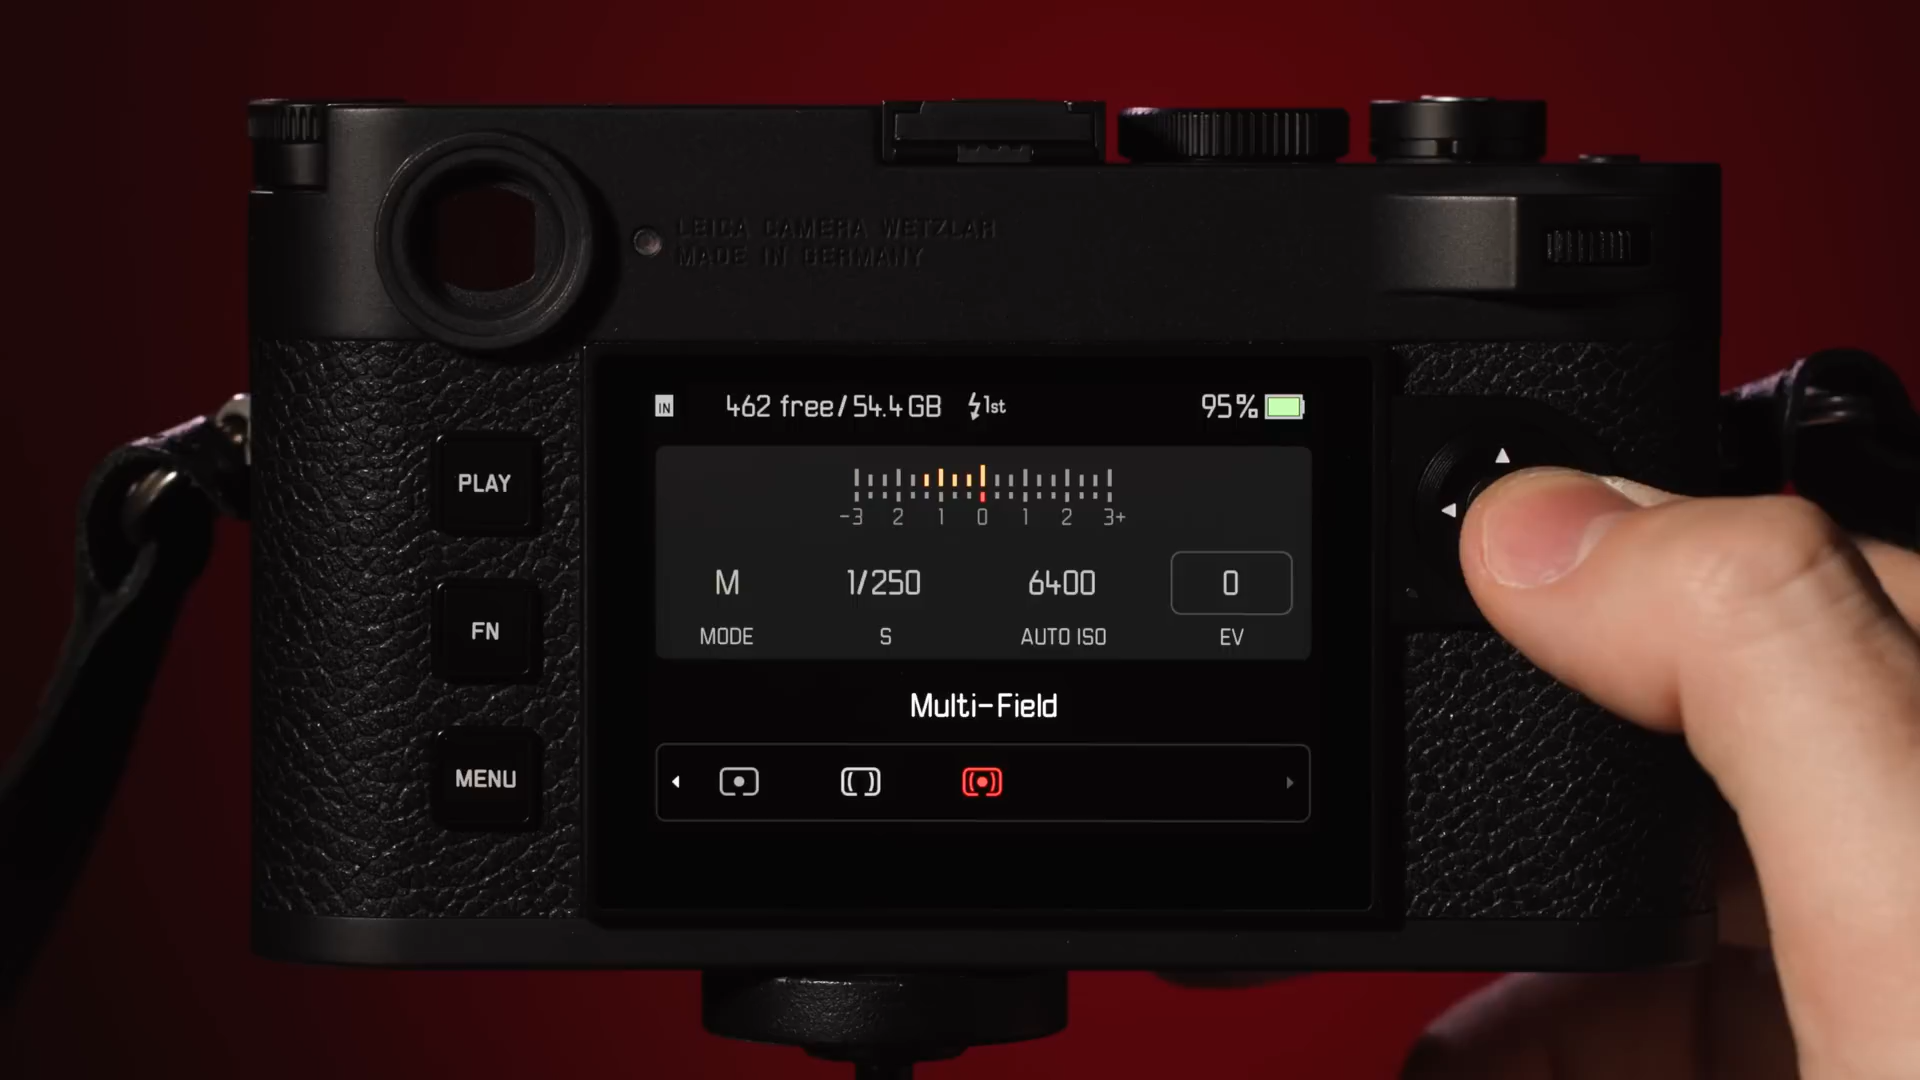 LEICA CAMERA WETZLAR
MADE IN GERMANY
IN 462 free/54.4 GB 1st 95%
PLAY
-3 2 1 0 1 2 3+
M 1/250 6400 0
MODE S AUTO ISO EV
FN
Multi-Field
MENU